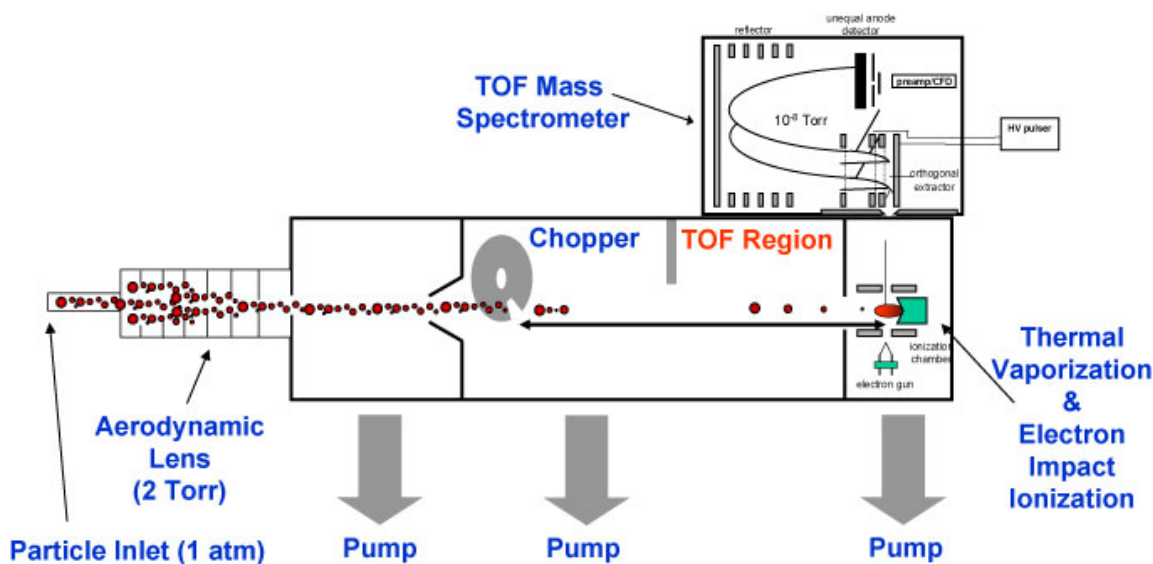 reflector
unequal anode
detector
TOF Mass
Spectrometer
preamp/CFD
10⁻⁸ Torr
HV pulser
orthogonal
extractor
Chopper
TOF Region
ionization
chamber
electron gun
Thermal
Vaporization
&
Electron
Impact
Ionization
Aerodynamic
Lens
(2 Torr)
Particle Inlet (1 atm)
Pump
Pump
Pump